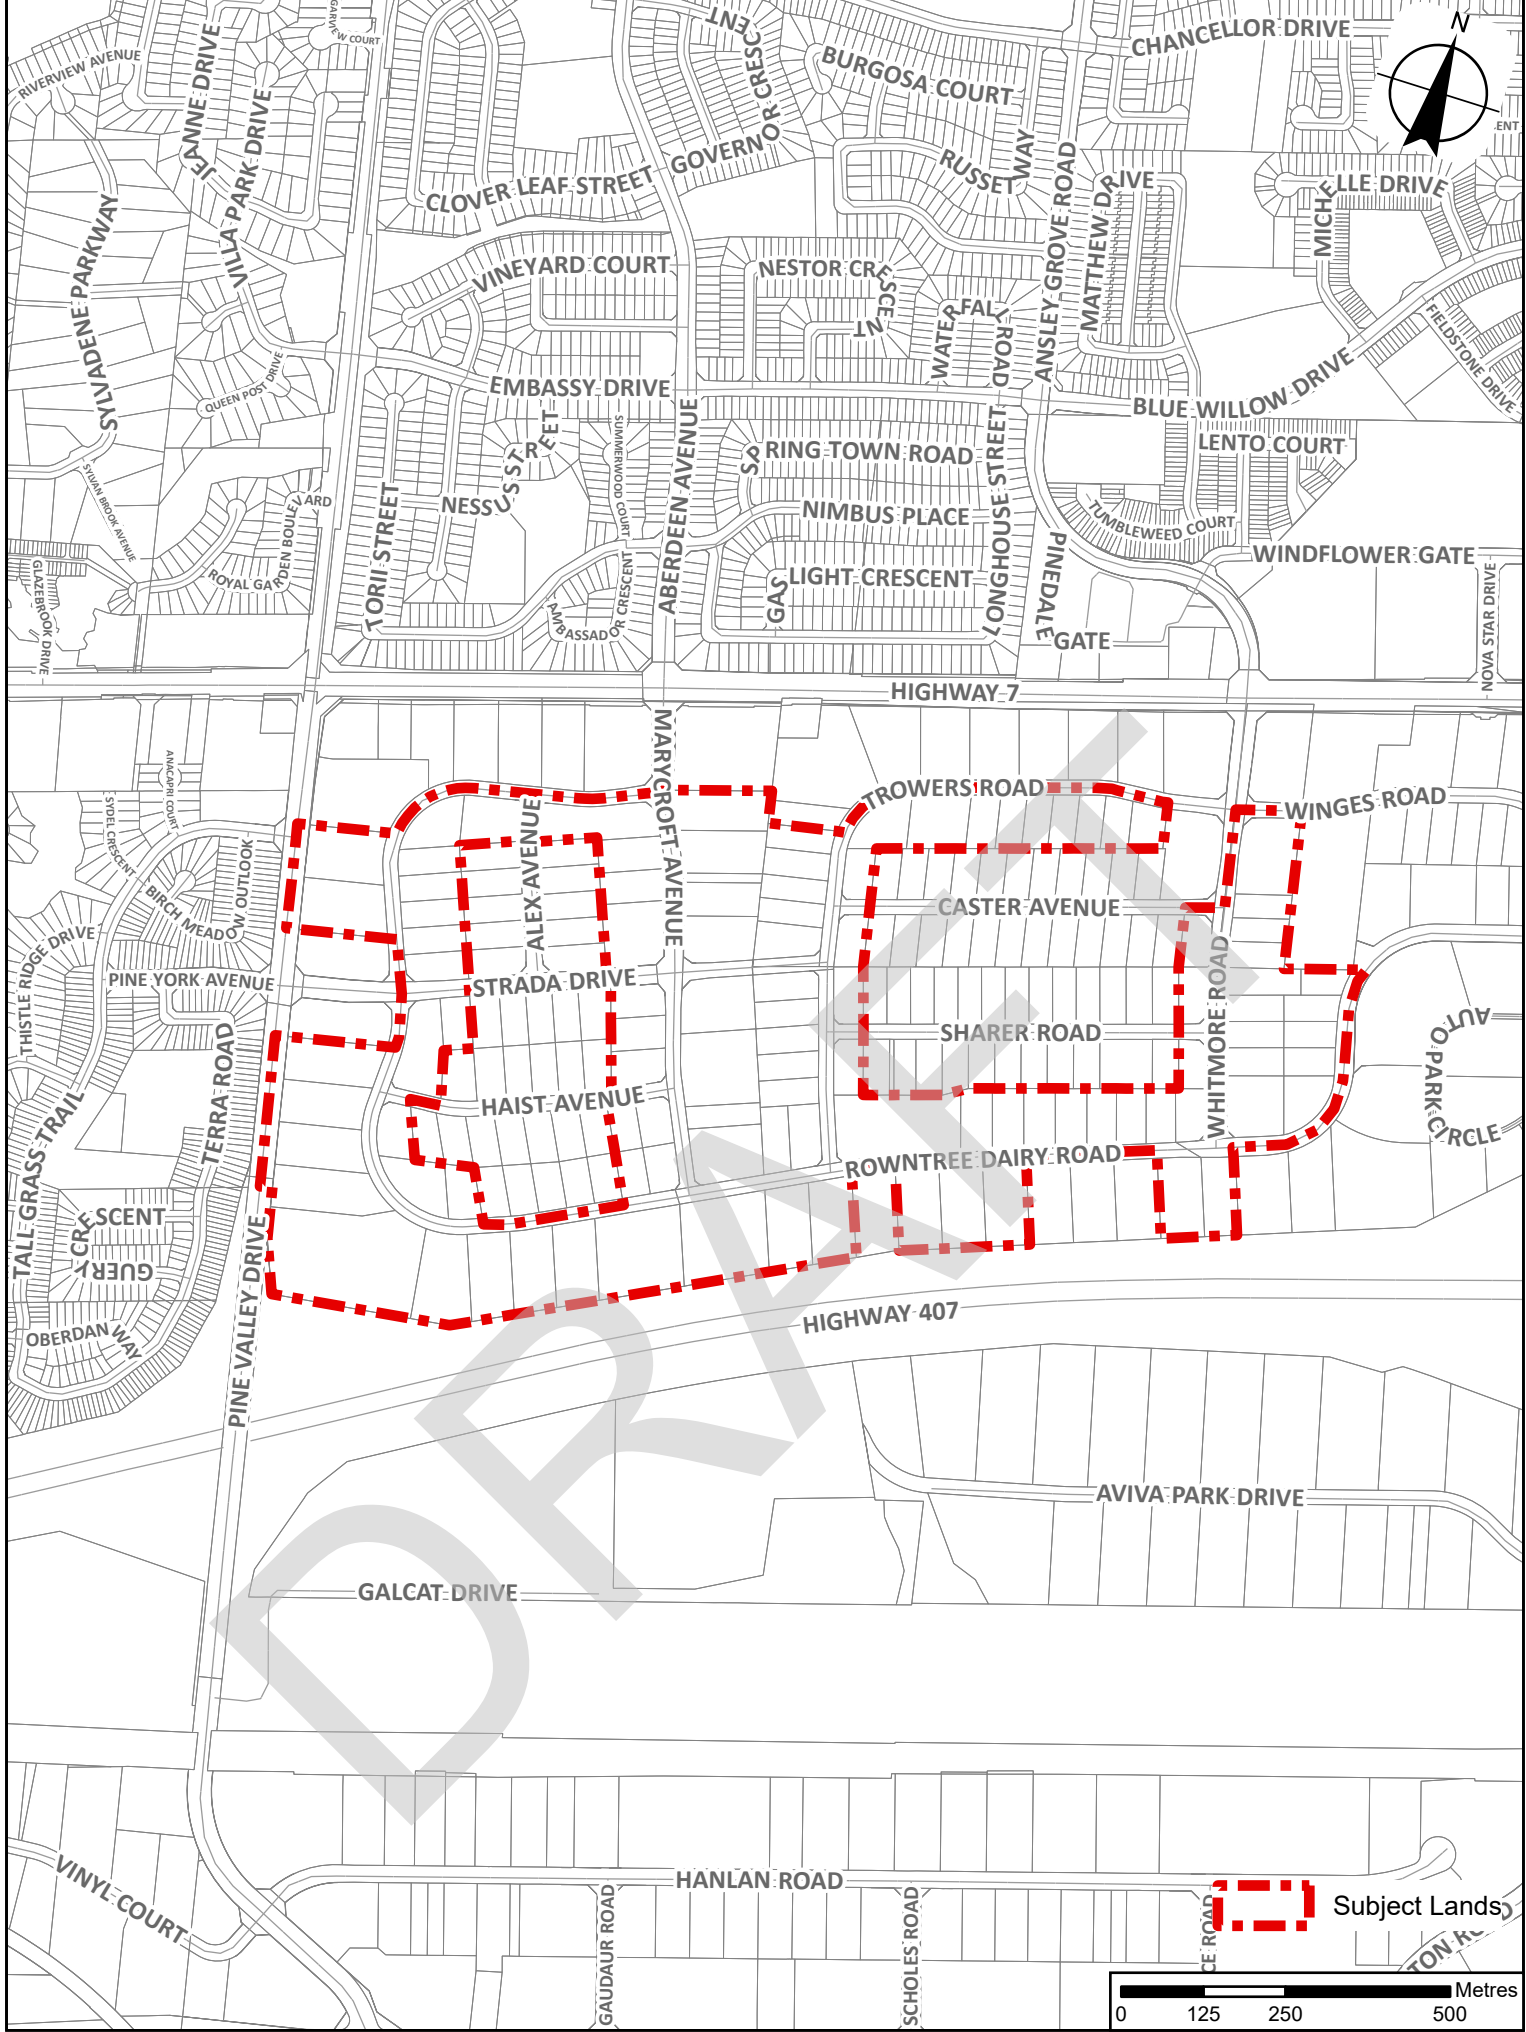 N
CHANCELLOR DRIVE
GARVIEW COURT
RIVERVIEW AVENUE
JEANNE DRIVE
VILLA PARK DRIVE
GOVERNOR CRESCENT
BURGOSA COURT
RUSSET WAY
ENT
CLOVER LEAF STREET
SYLVADENE PARKWAY
ANSLEY GROVE ROAD
MATTHEW DRIVE
MICHELLE DRIVE
VINEYARD COURT
NESTOR CRESCENT
WATERFALL ROAD
FIELDSTONE DRIVE
QUEEN POST DRIVE
EMBASSY DRIVE
BLUE WILLOW DRIVE
SYLVAN BROOK AVENUE
NESSUS STREET
SUMMERWOOD COURT
ABERDEEN AVENUE
SPRING TOWN ROAD
LENTO COURT
TORII STREET
NIMBUS PLACE
LONGHOUSE STREET
TUMBLEWEED COURT
ROYAL GARDEN BOULEVARD
GLAZEBROOK DRIVE
AMBASSADOR CRESCENT
GASLIGHT CRESCENT
PINEDALE GATE
WINDFLOWER GATE
NOVA STAR DRIVE
HIGHWAY 7
MARYCROFT AVENUE
ANACAPRI COURT
SYDEL CRESCENT
TROWERS ROAD
WINGES ROAD
ALEX AVENUE
BIRCH MEADOW OUTLOOK
CASTER AVENUE
THISTLE RIDGE DRIVE
PINE YORK AVENUE
STRADA DRIVE
WHITMORE ROAD
SHARER ROAD
AUTO PARK CIRCLE
TERRA ROAD
TALL GRASS TRAIL
HAIST AVENUE
ROWNTREE DAIRY ROAD
GUERY CRESCENT
PINE VALLEY DRIVE
OBERDAN WAY
HIGHWAY 407
DRAFT
AVIVA PARK DRIVE
GALCAT DRIVE
VINYL COURT
HANLAN ROAD
GAUDAUR ROAD
SCHOLES ROAD
CE ROAD
Subject Lands
TON RO D
Metres
0 125 250 500